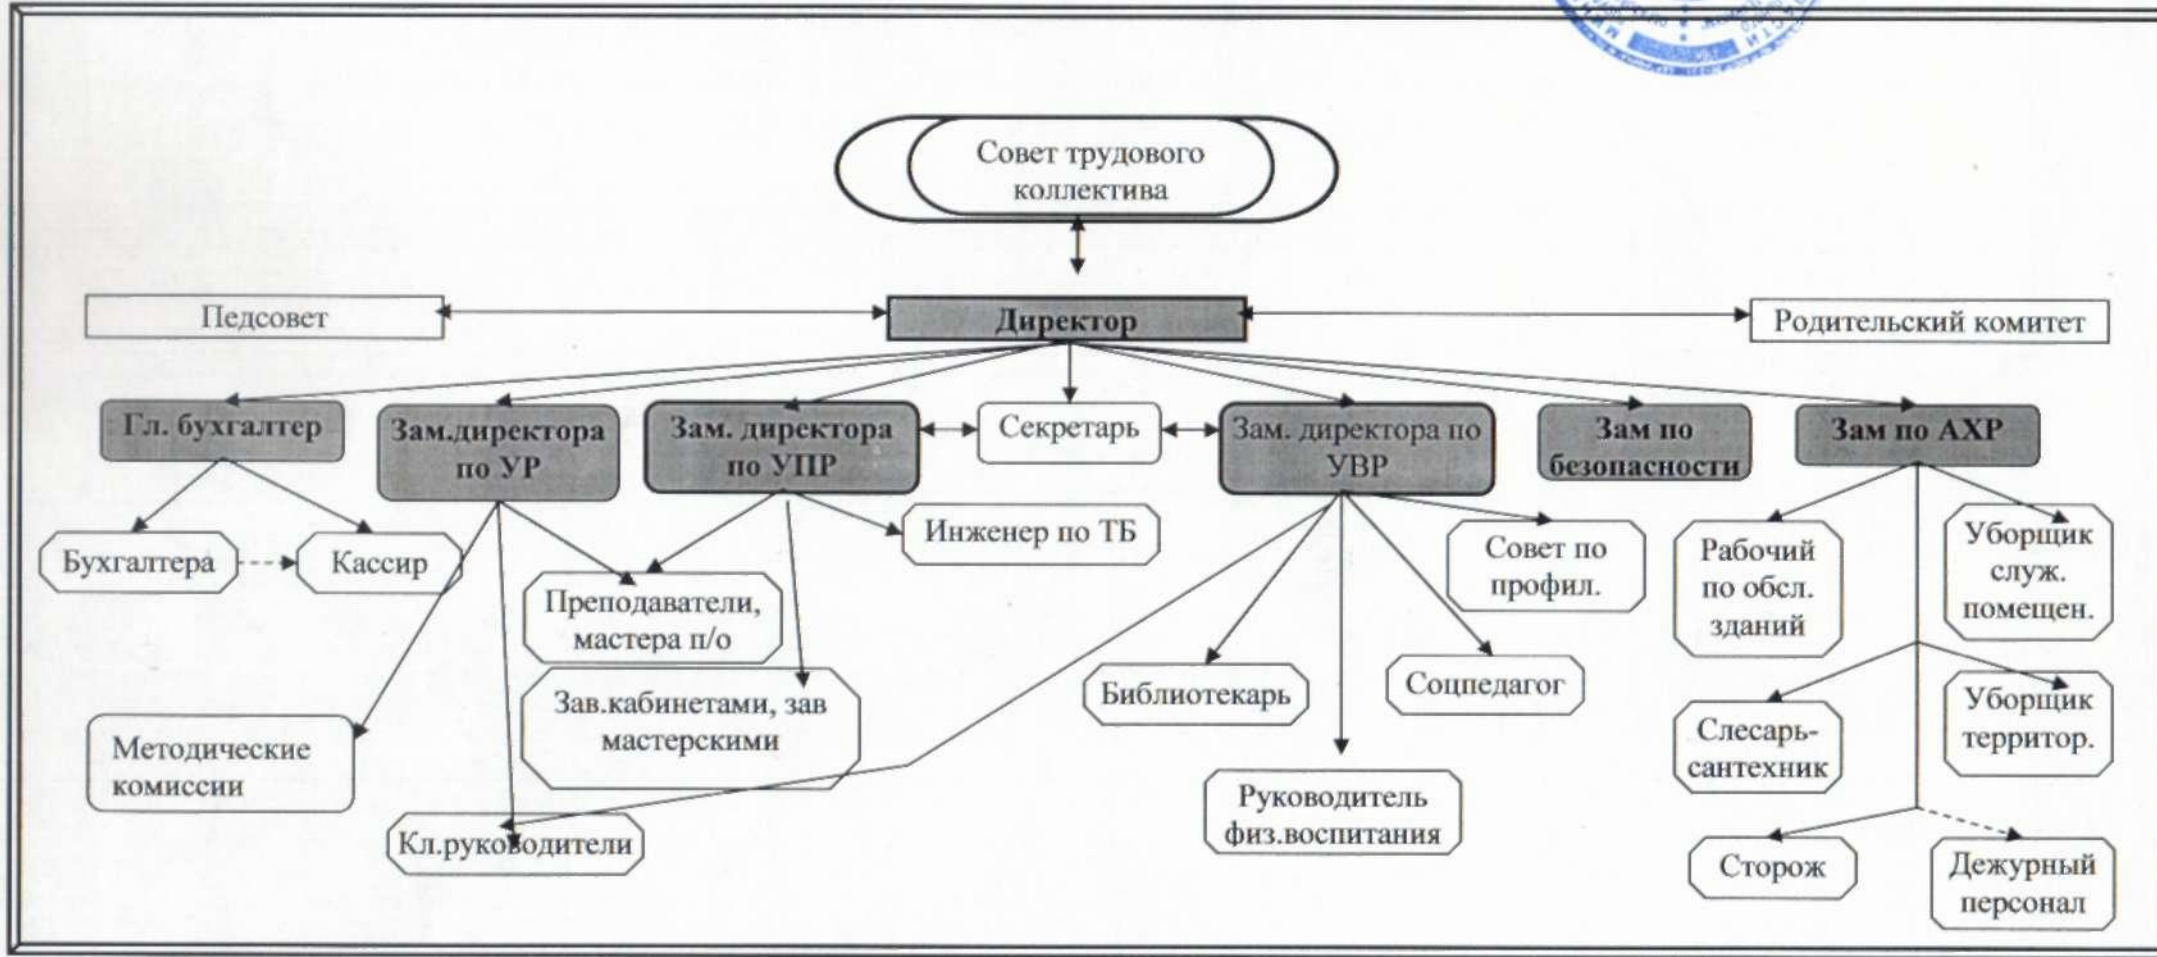 Совет трудового
коллектива
Педсовет
Директор
Родительский комитет
Гл. бухгалтер
Зам.директора
по УР
Зам. директора
по УПР
Секретарь
Зам. директора по
УВР
Зам по
безопасности
Зам по АХР
Бухгалтера
Кассир
Преподаватели,
мастера п/о
Инженер по ТБ
Совет по
профил.
Рабочий
по обсл.
зданий
Уборщик
служ.
помещен.
Методические
комиссии
Зав.кабинетами, зав
мастерскими
Библиотекарь
Соцпедагог
Слесарь-
сантехник
Уборщик
территор.
Кл.руководители
Руководитель
физ.воспитания
Сторож
Дежурный
персонал